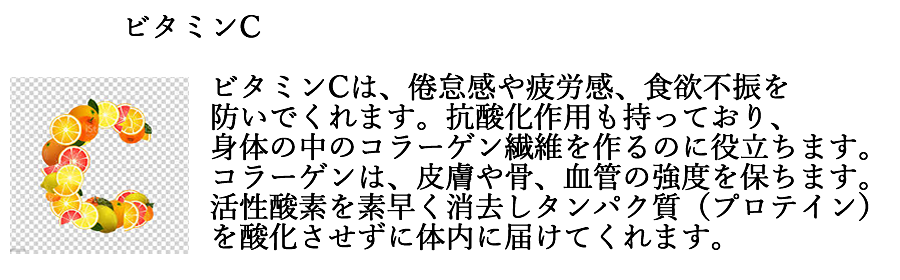 ビタミンC
ビタミンCは、倦怠感や疲労感、食欲不振を
防いでくれます。抗酸化作用も持っており、
身体の中のコラーゲン繊維を作るのに役立ちます。
コラーゲンは、皮膚や骨、血管の強度を保ちます。
活性酸素を素早く消去しタンパク質（プロテイン）
を酸化させずに体内に届けてくれます。